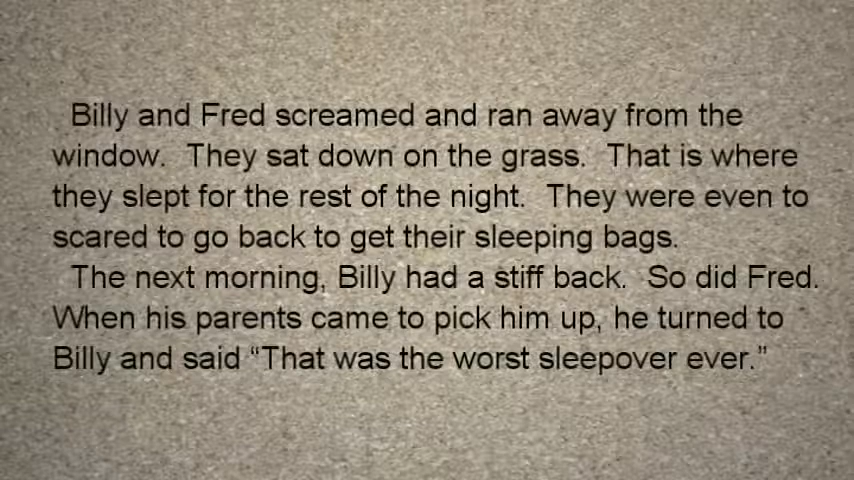 Billy and Fred screamed and ran away from the
window.  They sat down on the grass.  That is where
they slept for the rest of the night.  They were even to
scared to go back to get their sleeping bags.
The next morning, Billy had a stiff back.  So did Fred.
When his parents came to pick him up, he turned to
Billy and said “That was the worst sleepover ever.”